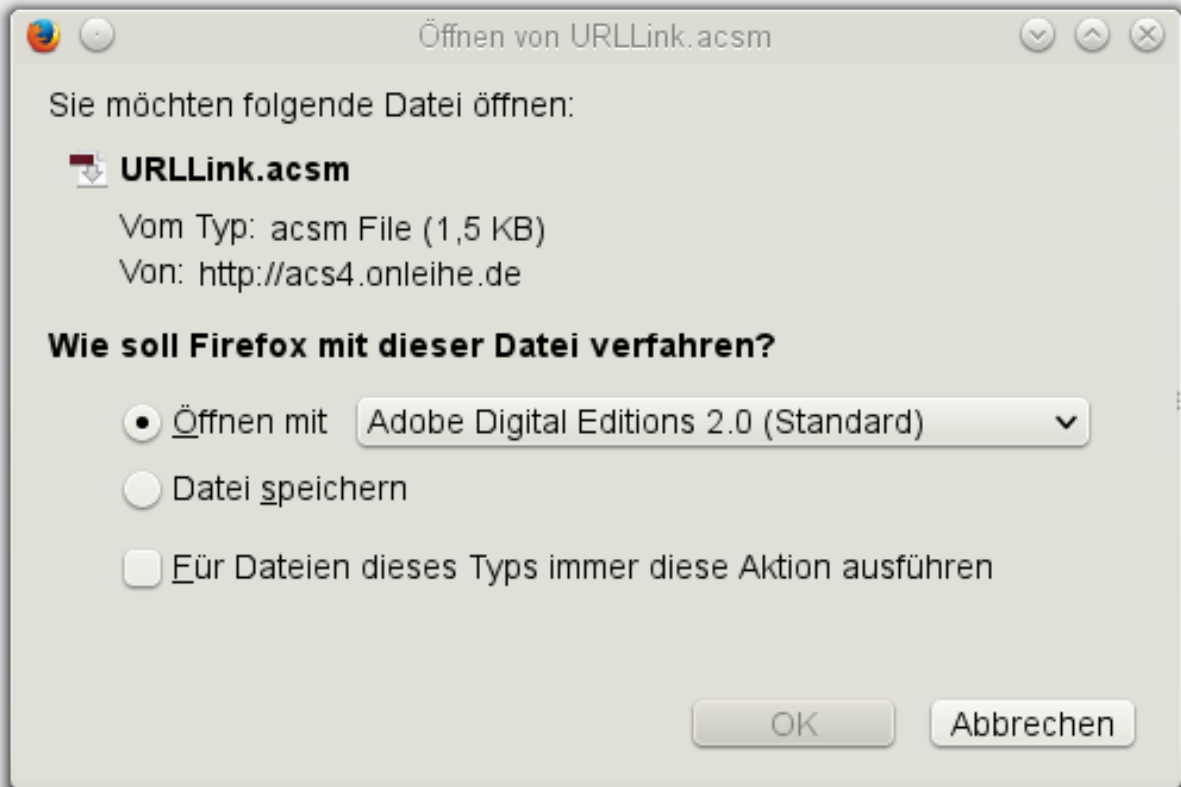 Öffnen von URLLink.acsm
Sie möchten folgende Datei öffnen:
URLLink.acsm
Vom Typ: acsm File (1,5 KB)
Von: http://acs4.onleihe.de
Wie soll Firefox mit dieser Datei verfahren?
Öffnen mit Adobe Digital Editions 2.0 (Standard)
Datei speichern
Für Dateien dieses Typs immer diese Aktion ausführen
OK Abbrechen